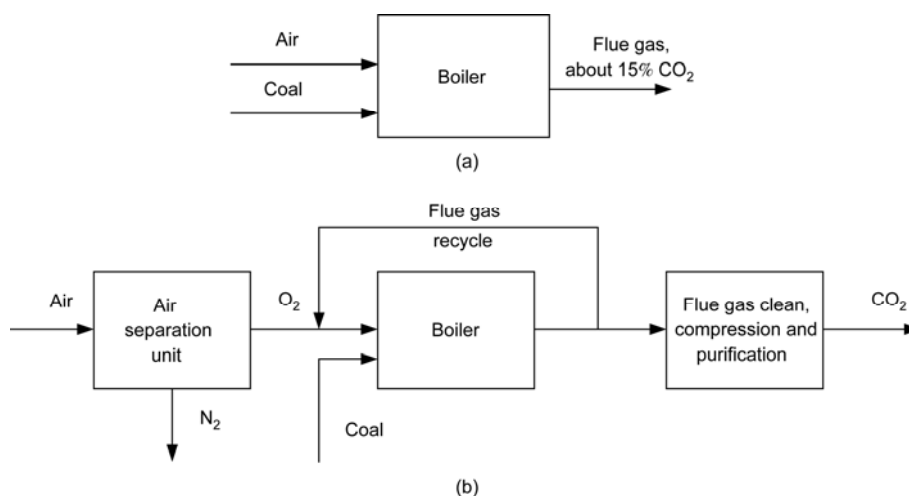 Air
Coal
Boiler
Flue gas,
about 15% CO₂
(a)
Flue gas
recycle
Air
Air
separation
unit
O₂
Boiler
Flue gas clean,
compression and
purification
CO₂
N₂
Coal
(b)